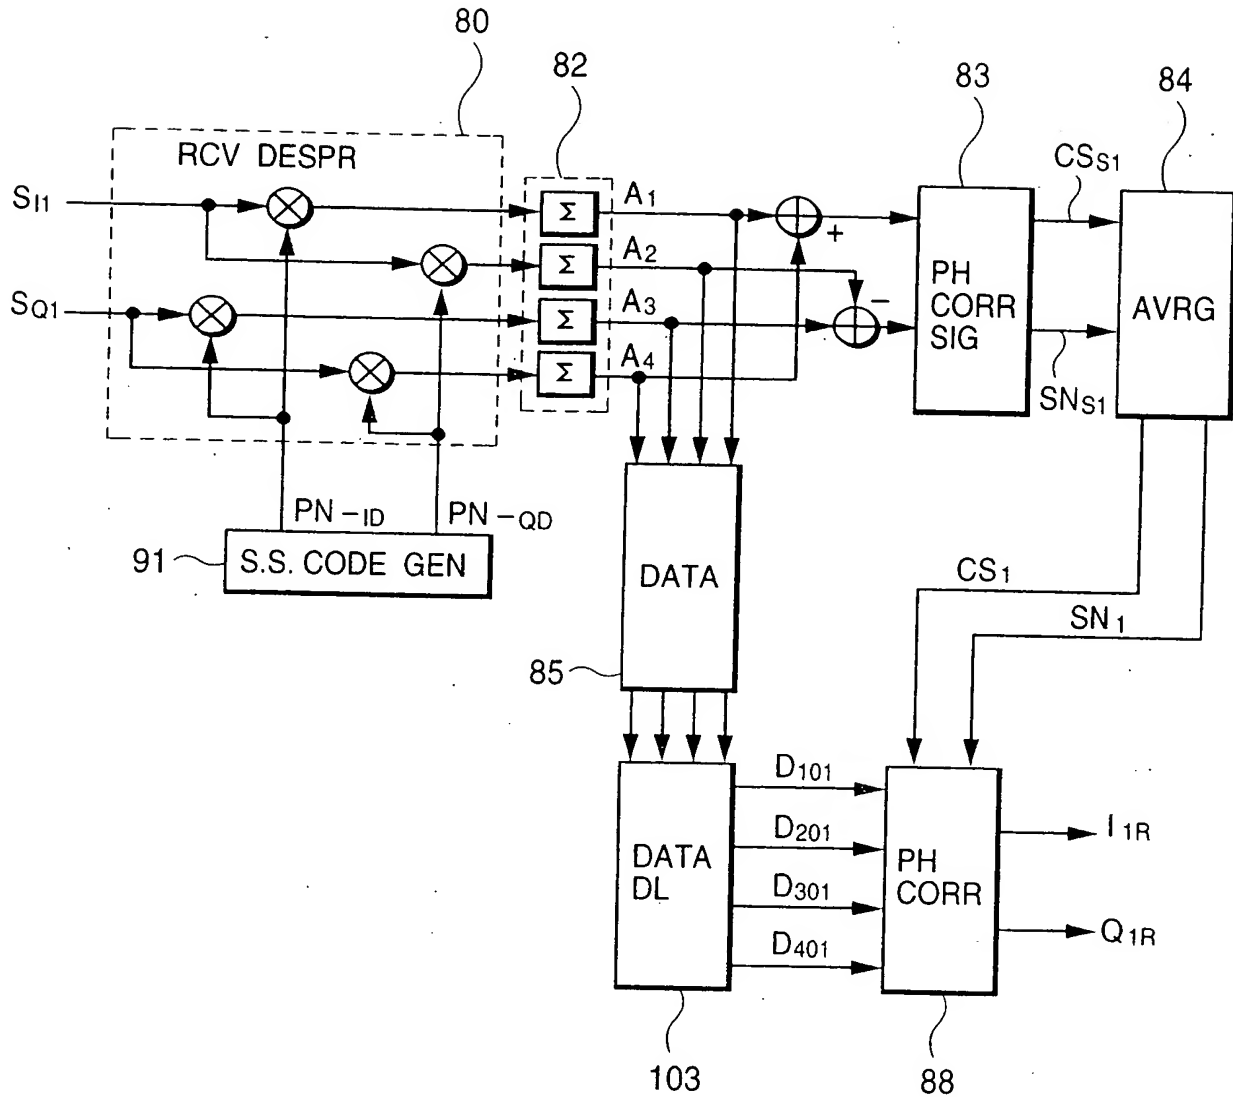 80
82
83
84
RCV DESPR
CSS1
SI1
Σ
A1
+
Σ
A2
PH
CORR
SIG
AVRG
SQ1
Σ
A3
−
Σ
A4
SNS1
PN-ID
PN-QD
91
S.S. CODE GEN
DATA
CS1
SN1
85
D101
D201
D301
D401
DATA
DL
PH
CORR
I1R
Q1R
103
88